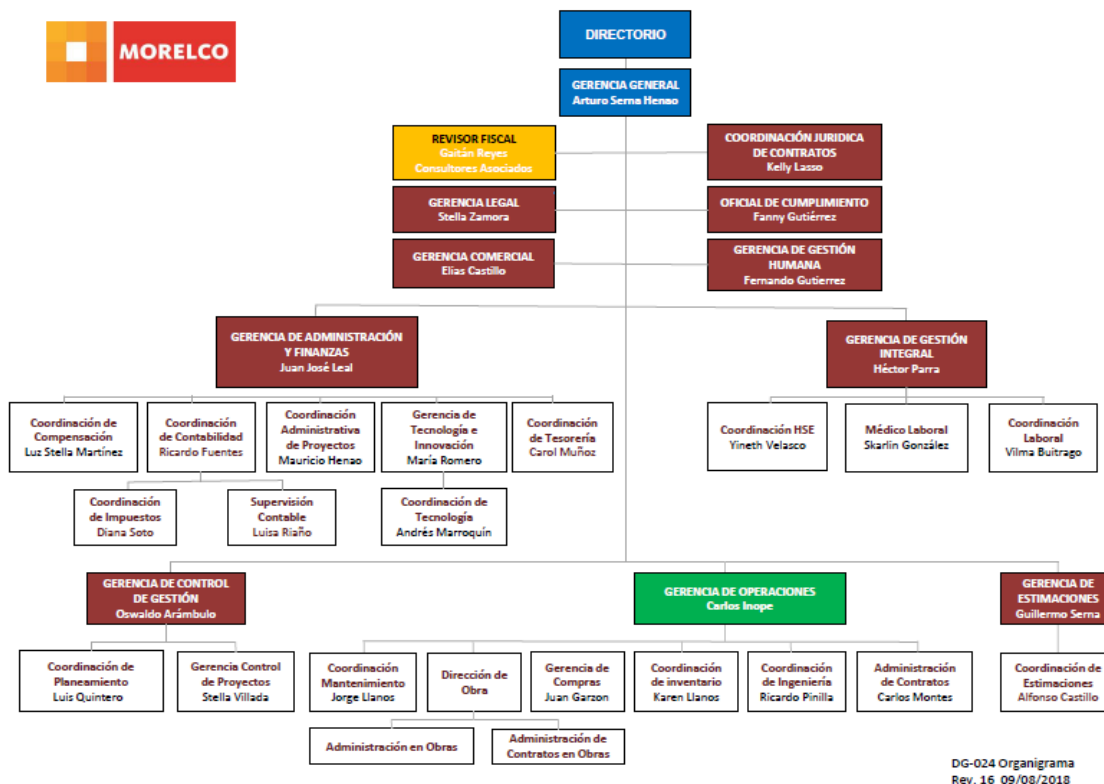 MORELCO
DIRECTORIO
GERENCIA GENERAL
Arturo Serna Henao
REVISOR FISCAL
Gaitán Reyes
Consultores Asociados
COORDINACIÓN JURIDICA
DE CONTRATOS
Kelly Lasso
GERENCIA LEGAL
Stella Zamora
OFICIAL DE CUMPLIMIENTO
Fanny Gutiérrez
GERENCIA COMERCIAL
Elias Castillo
GERENCIA DE GESTIÓN
HUMANA
Fernando Gutierrez
GERENCIA DE ADMINISTRACIÓN
Y FINANZAS
Juan José Leal
GERENCIA DE GESTIÓN
INTEGRAL
Héctor Parra
Coordinación de
Compensación
Luz Stella Martínez
Coordinación
de Contabilidad
Ricardo Fuentes
Coordinación
Administrativa
de Proyectos
Mauricio Henao
Gerencia de
Tecnología e
Innovación
María Romero
Coordinación
de Tesorería
Carol Muñoz
Coordinación HSE
Yineth Velasco
Médico Laboral
Skarlin González
Coordinación
Laboral
Vilma Buitrago
Coordinación
de Impuestos
Diana Soto
Supervisión
Contable
Luisa Riaño
Coordinación de
Tecnología
Andrés Marroquín
GERENCIA DE CONTROL
DE GESTIÓN
Oswaldo Arámbulo
GERENCIA DE OPERACIONES
Carlos Inope
GERENCIA DE
ESTIMACIONES
Guillermo Serna
Coordinación de
Planeamiento
Luis Quintero
Gerencia Control
de Proyectos
Stella Villada
Coordinación
Mantenimiento
Jorge Llanos
Dirección de
Obra
Gerencia de
Compras
Juan Garzon
Coordinación
de inventario
Karen Llanos
Coordinación
de Ingeniería
Ricardo Pinilla
Administración
de Contratos
Carlos Montes
Coordinación de
Estimaciones
Alfonso Castillo
Administración en Obras
Administración de
Contratos en Obras
DG-024 Organigrama
Rev. 16 09/08/2018